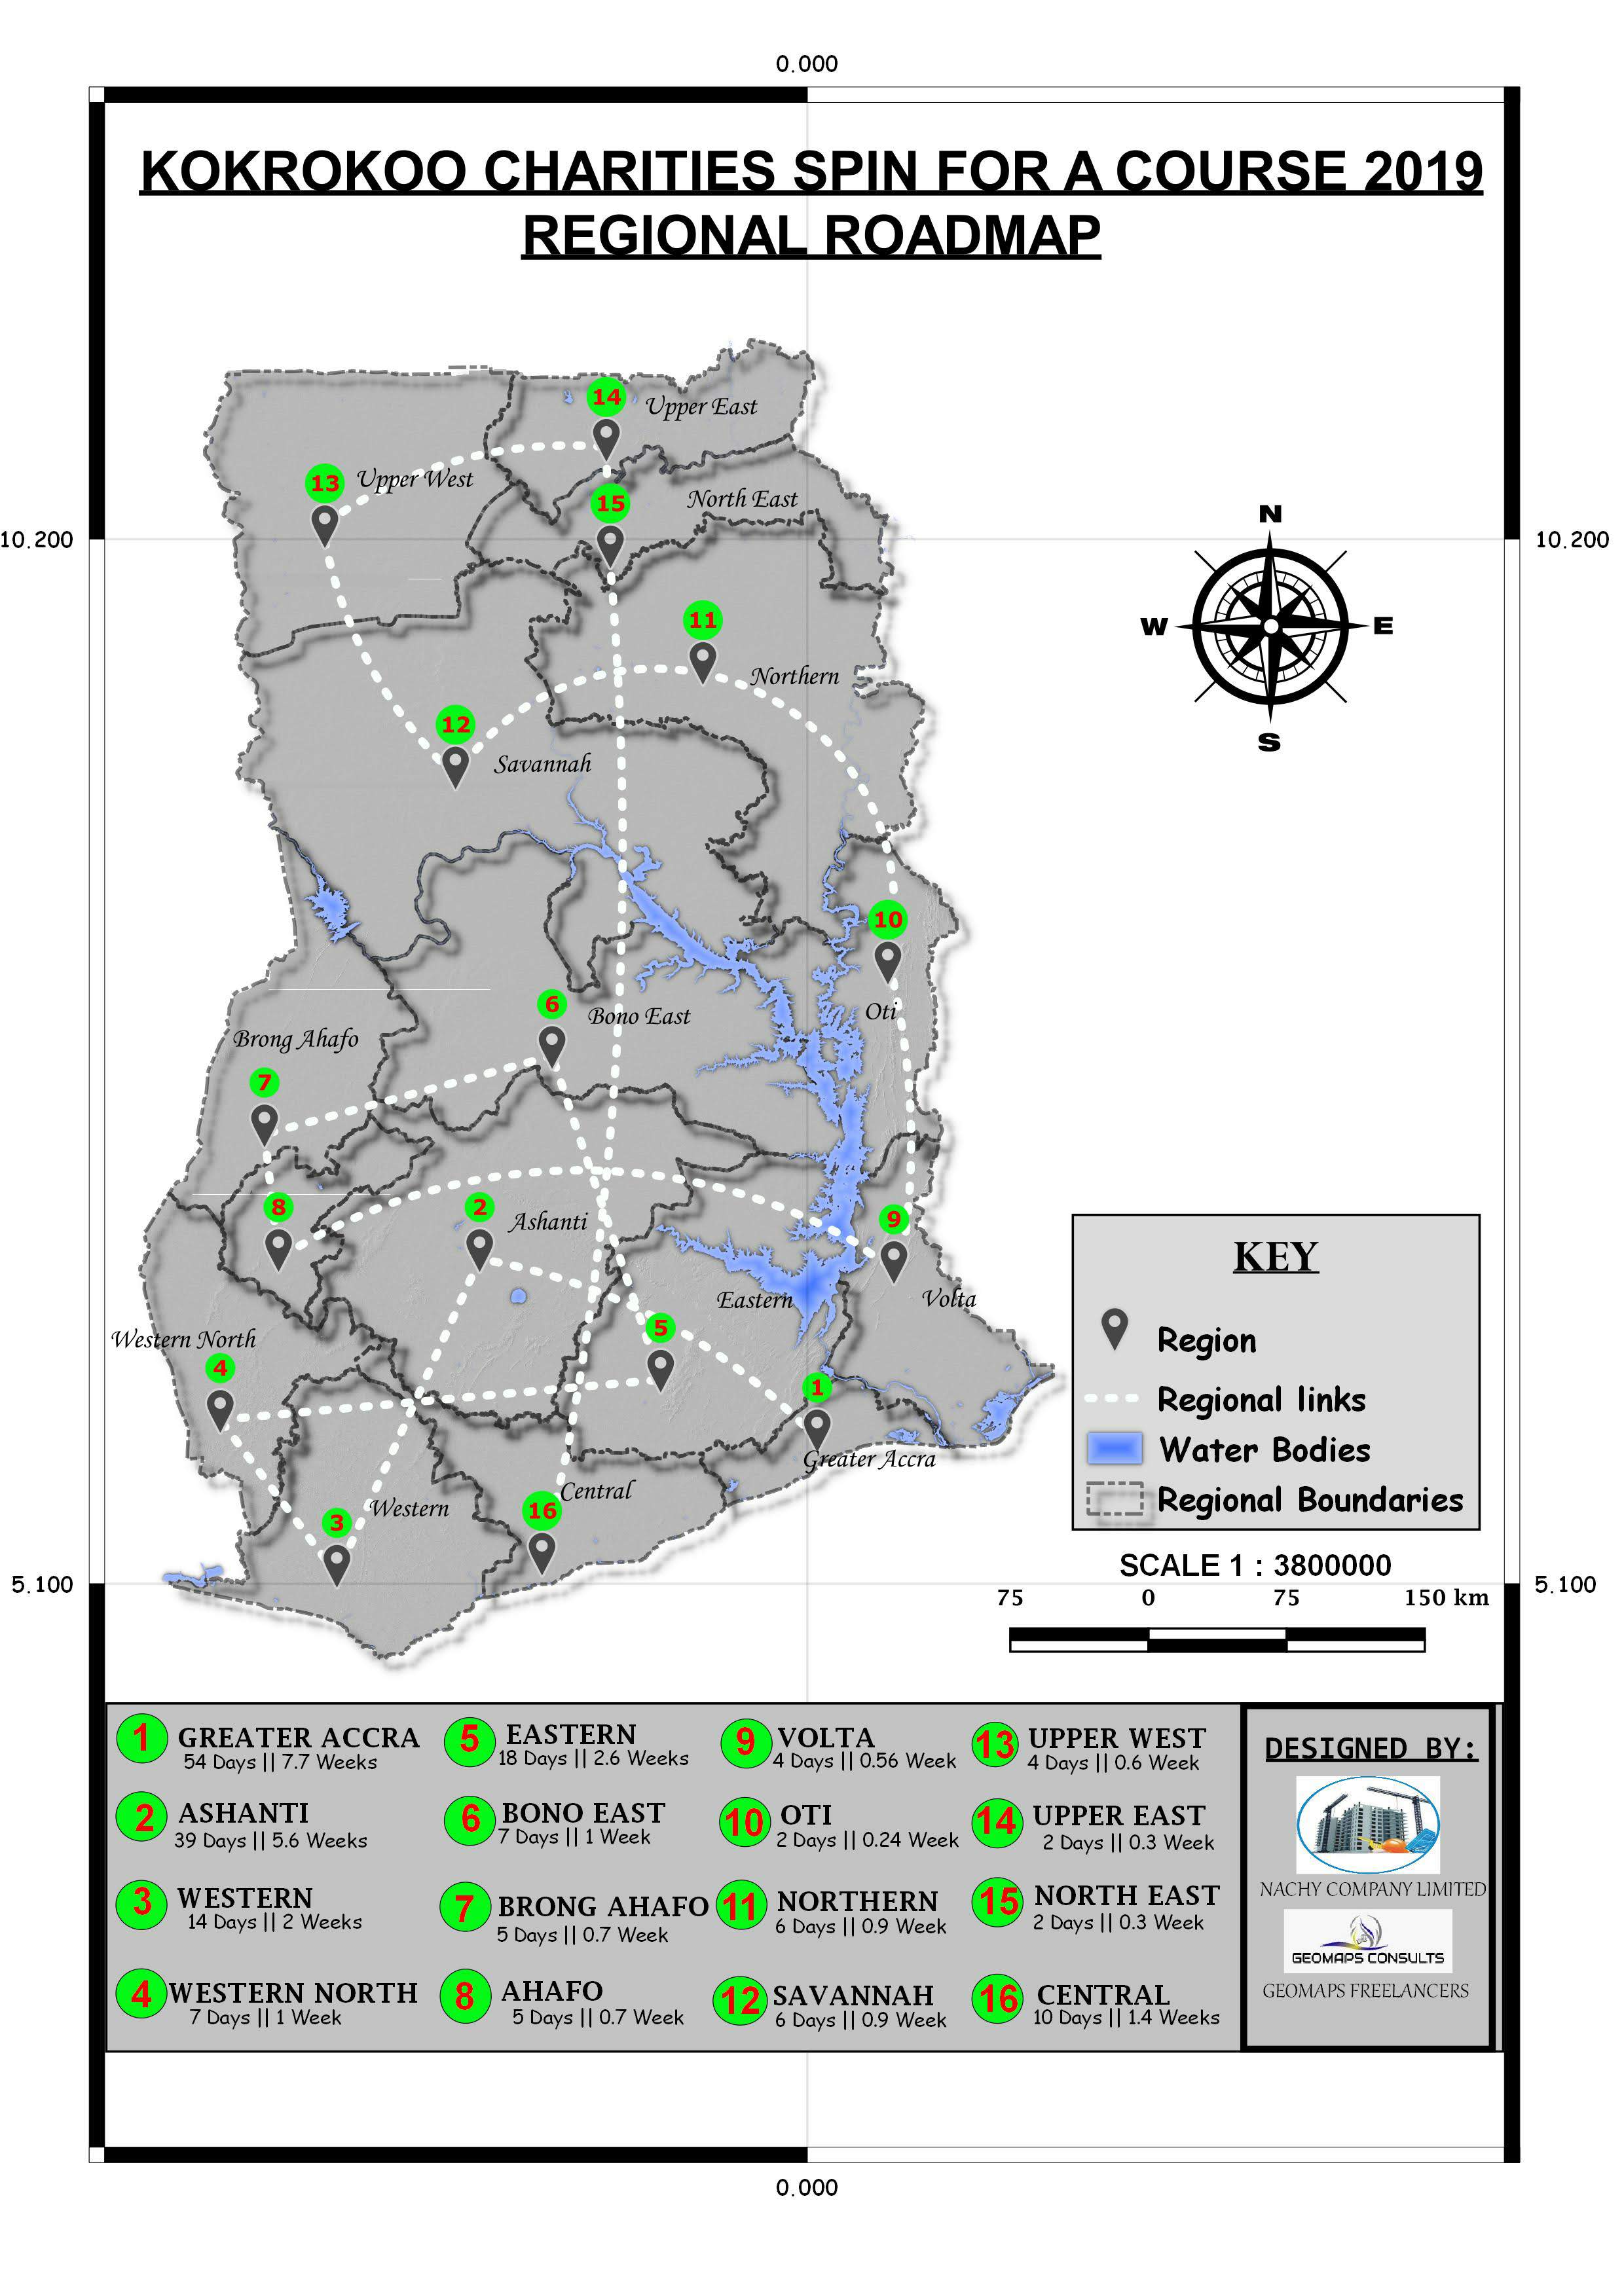 0.000
KOKROKOO CHARITIES SPIN FOR A COURSE 2019
REGIONAL ROADMAP
14
Upper East
13
Upper West
15
North East
10.200
10.200
N
W
E
S
11
Northern
12
Savannah
10
Oti
6
Bono East
Brong Ahafo
7
8
2
Ashanti
9
Volta
Eastern
5
Western North
4
1
Greater Accra
Central
16
Western
3
KEY
Region
Regional links
Water Bodies
Regional Boundaries
SCALE 1 : 3800000
75 0 75 150 km
5.100
5.100
1 GREATER ACCRA
54 Days || 7.7 Weeks
2 ASHANTI
39 Days || 5.6 Weeks
3 WESTERN
14 Days || 2 Weeks
4 WESTERN NORTH
7 Days || 1 Week
5 EASTERN
18 Days || 2.6 Weeks
6 BONO EAST
7 Days || 1 Week
7 BRONG AHAFO
5 Days || 0.7 Week
8 AHAFO
5 Days || 0.7 Week
9 VOLTA
4 Days || 0.56 Week
10 OTI
2 Days || 0.24 Week
11 NORTHERN
6 Days || 0.9 Week
12 SAVANNAH
6 Days || 0.9 Week
13 UPPER WEST
4 Days || 0.6 Week
14 UPPER EAST
2 Days || 0.3 Week
15 NORTH EAST
2 Days || 0.3 Week
16 CENTRAL
10 Days || 1.4 Weeks
DESIGNED BY:
NACHY COMPANY LIMITED
GEOMAPS CONSULTS
GEOMAPS FREELANCERS
0.000